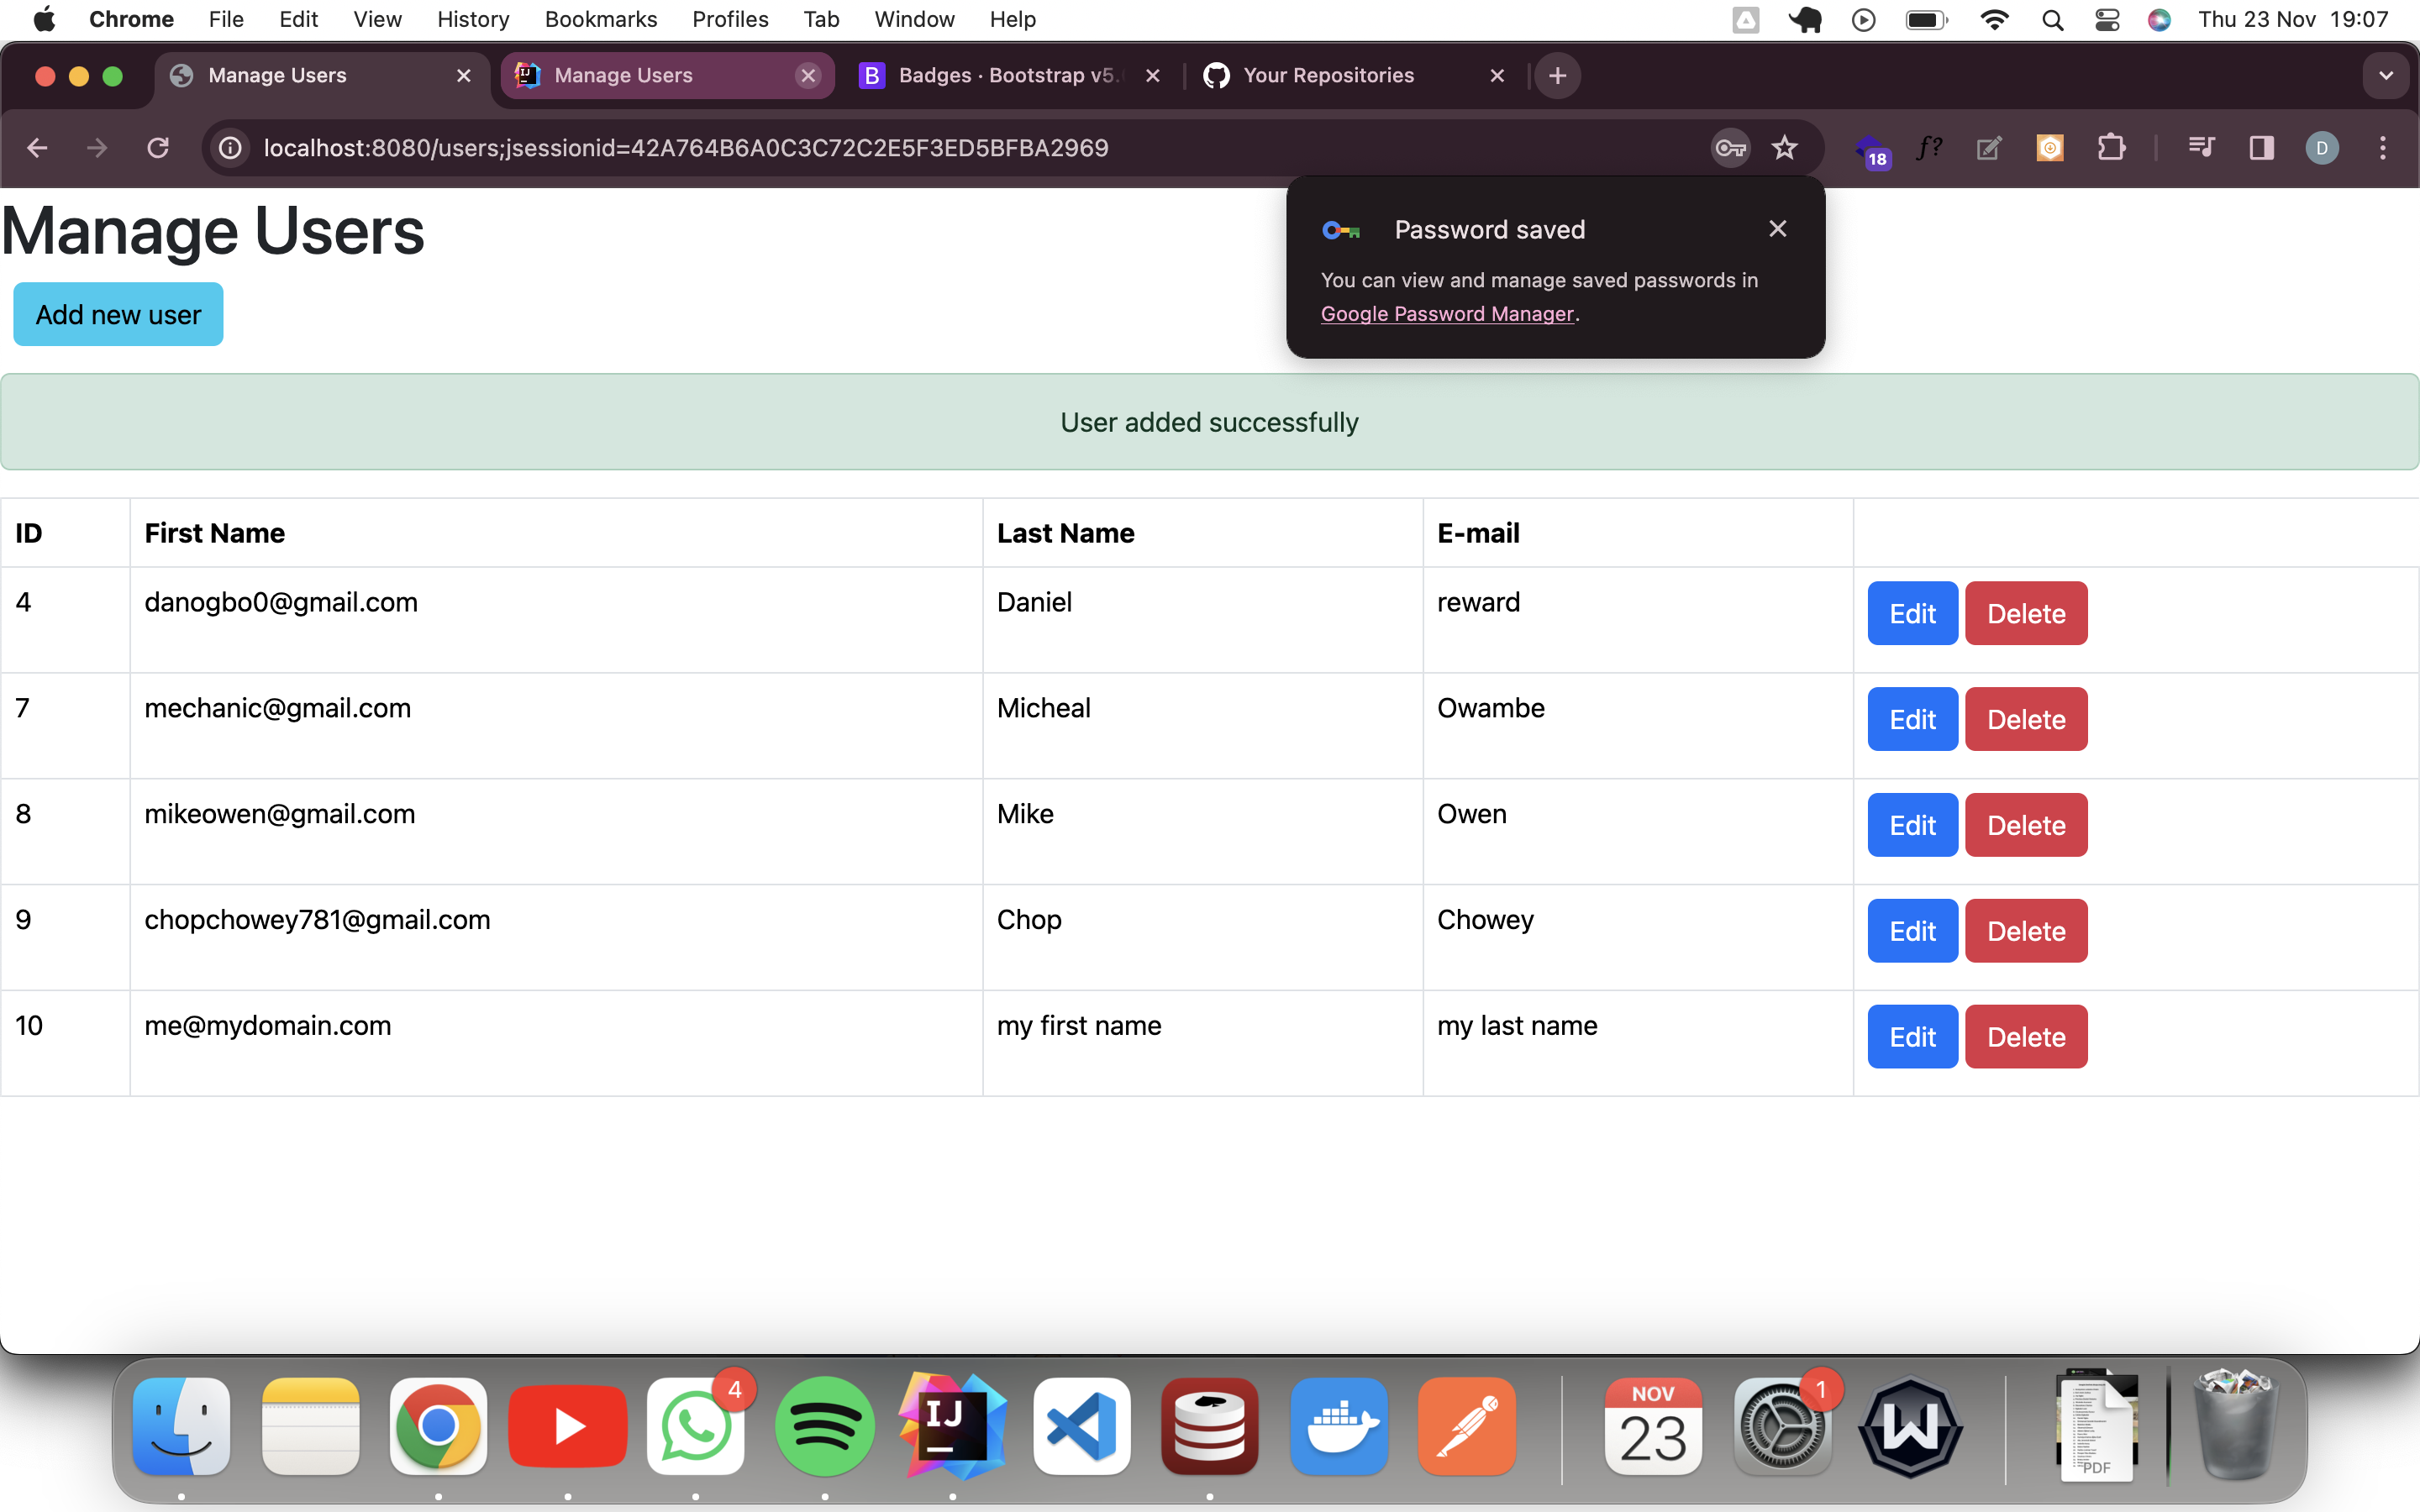 Chrome File Edit View History Bookmarks Profiles Tab Window Help Thu 23 Nov 19:07
Manage Users Manage Users Badges · Bootstrap v5. Your Repositories
localhost:8080/users;jsessionid=42A764B6A0C3C72C2E5F3ED5BFBA2969 18 f? D
Manage Users
Password saved
You can view and manage saved passwords in
Google Password Manager.
Add new user
User added successfully
ID First Name Last Name E-mail
4 danogbo0@gmail.com Daniel reward Edit Delete
7 mechanic@gmail.com Micheal Owambe Edit Delete
8 mikeowen@gmail.com Mike Owen Edit Delete
9 chopchowey781@gmail.com Chop Chowey Edit Delete
10 me@mydomain.com my first name my last name Edit Delete
4 IJ NOV 23 1 W PDF